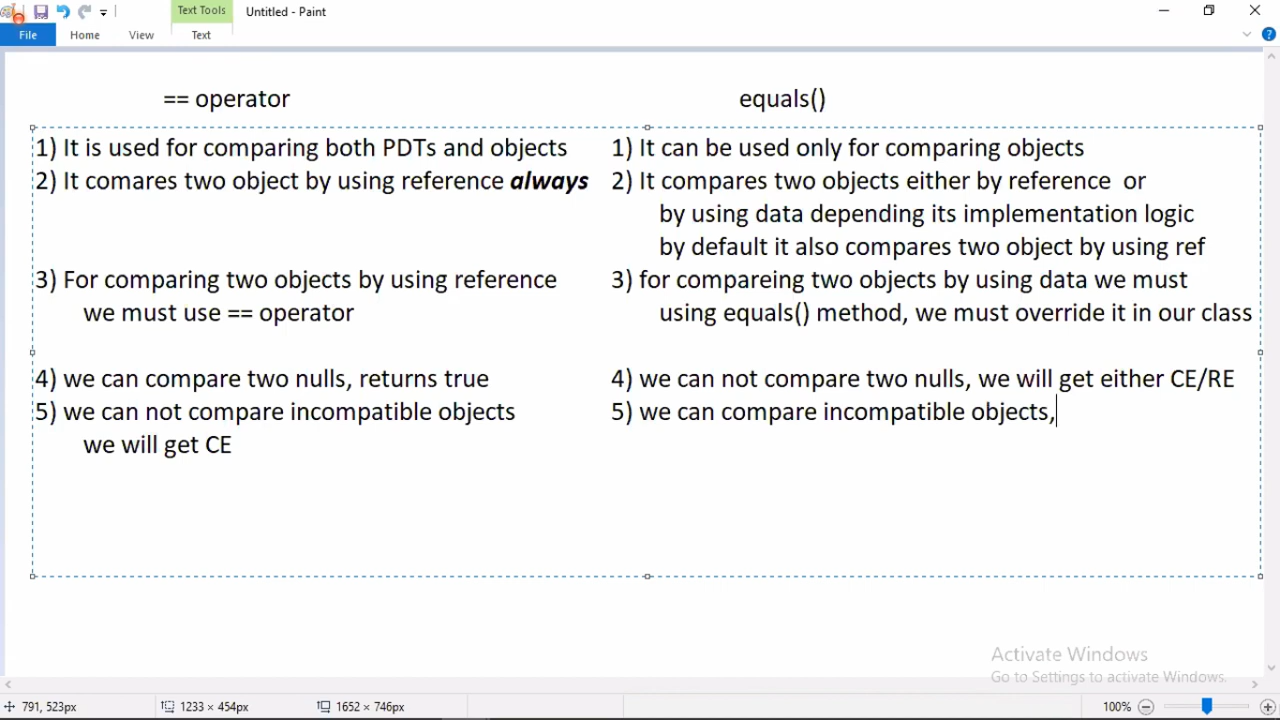 Text Tools
Untitled - Paint
File
Home
View
Text
== operator
equals()
1) It is used for comparing both PDTs and objects
1) It can be used only for comparing objects
2) It comares two object by using reference always
2) It compares two objects either by reference or
by using data depending its implementation logic
by default it also compares two object by using ref
3) For comparing two objects by using reference
3) for compareing two objects by using data we must
we must use == operator
using equals() method, we must override it in our class
4) we can compare two nulls, returns true
4) we can not compare two nulls, we will get either CE/RE
5) we can not compare incompatible objects
5) we can compare incompatible objects,
we will get CE
Activate Windows
Go to Settings to activate Windows.
791, 523px
1233 × 454px
1652 × 746px
100%